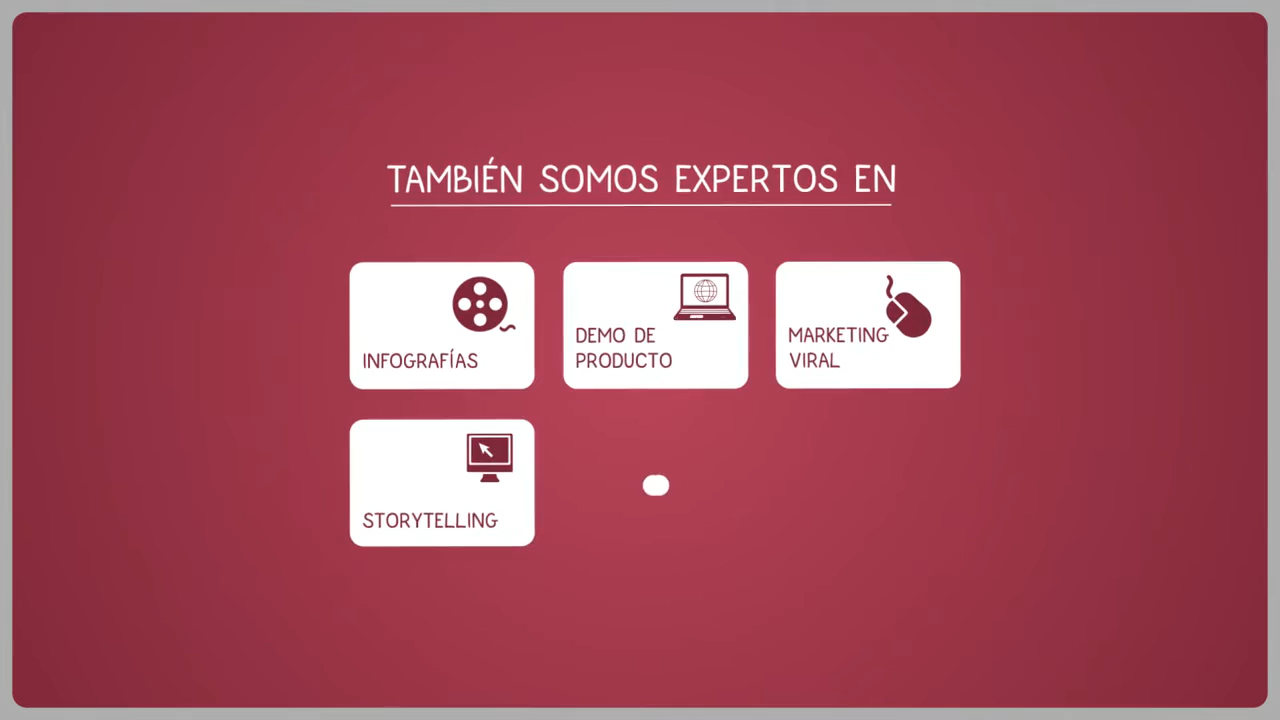 TAMBIÉN SOMOS EXPERTOS EN
INFOGRAFÍAS
DEMO DE
PRODUCTO
MARKETING
VIRAL
STORYTELLING